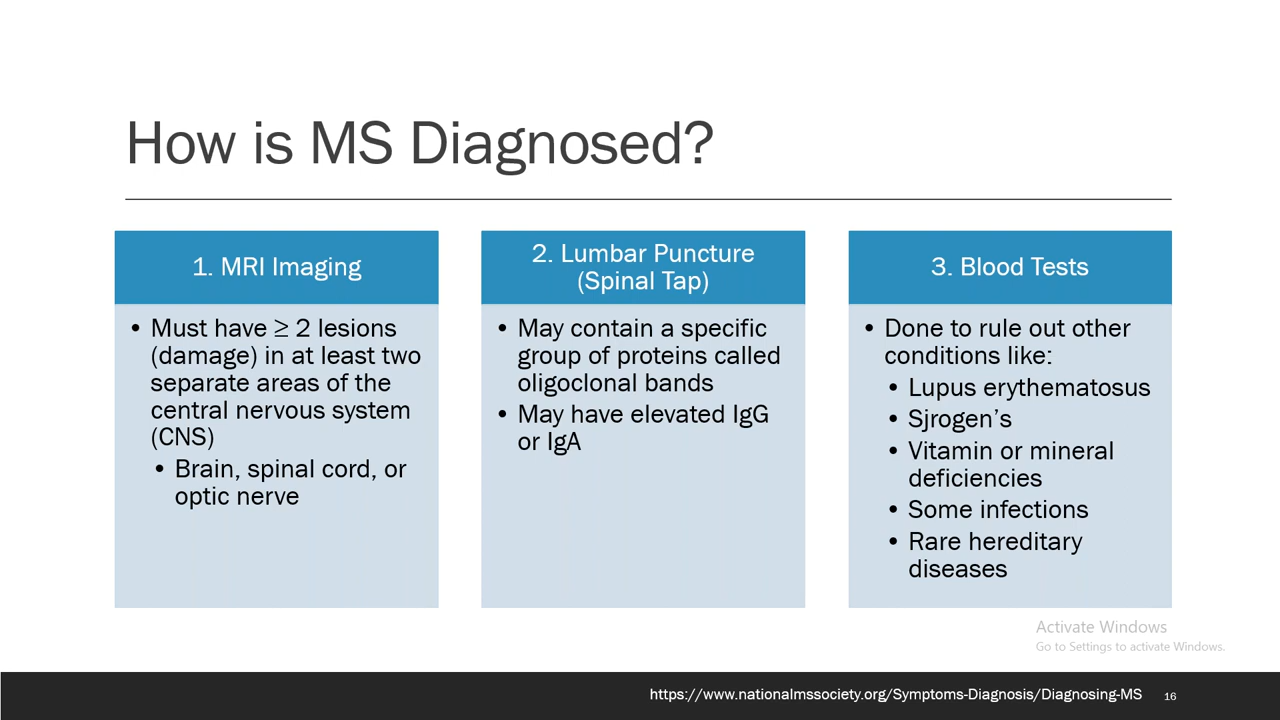 How is MS Diagnosed?
1. MRI Imaging
• Must have ≥ 2 lesions
(damage) in at least two
separate areas of the
central nervous system
(CNS)
• Brain, spinal cord, or
optic nerve
2. Lumbar Puncture
(Spinal Tap)
• May contain a specific
group of proteins called
oligoclonal bands
• May have elevated IgG
or IgA
3. Blood Tests
• Done to rule out other
conditions like:
• Lupus erythematosus
• Sjrogen’s
• Vitamin or mineral
deficiencies
• Some infections
• Rare hereditary
diseases
Activate Windows
Go to Settings to activate Windows.
https://www.nationalmssociety.org/Symptoms-Diagnosis/Diagnosing-MS 16